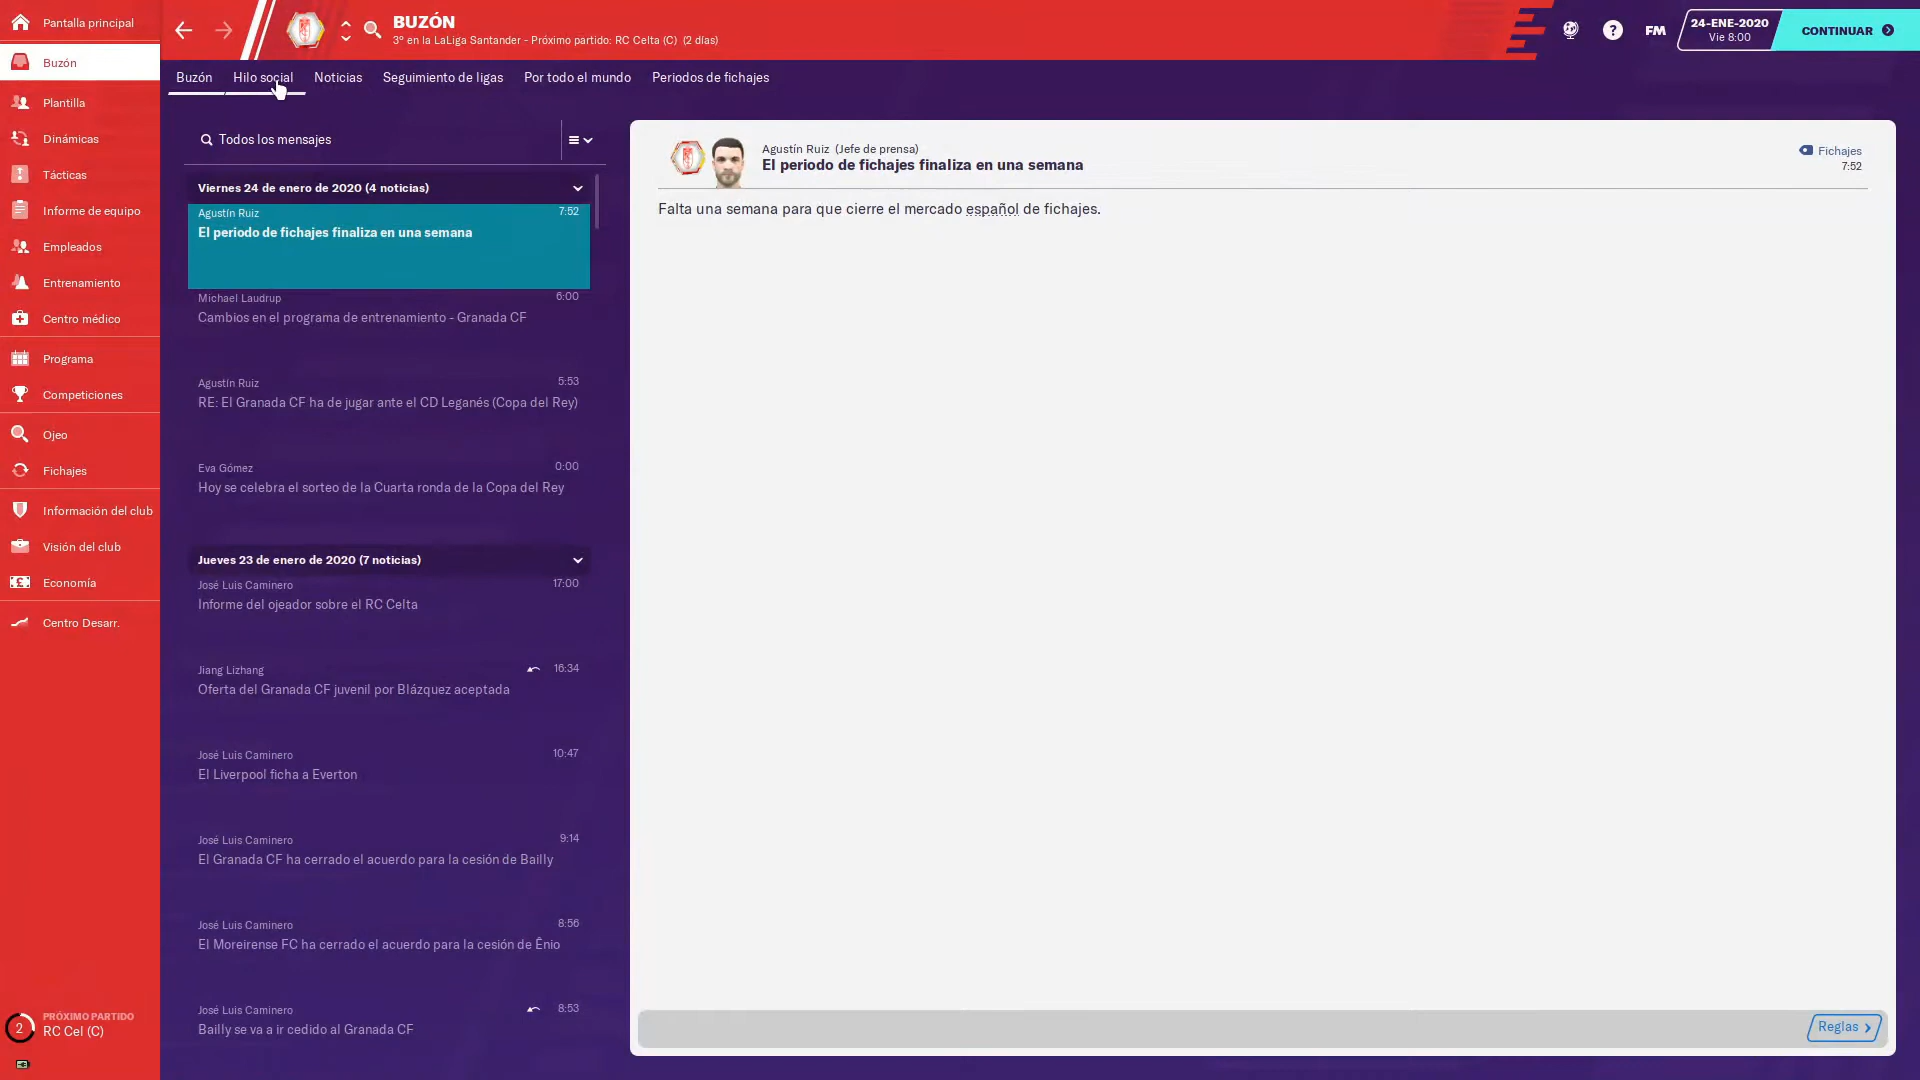 Pantalla principal
Buzón
Plantilla
Dinámicas
Tácticas
Informe de equipo
Empleados
Entrenamiento
Centro médico
Programa
Competiciones
Ojeo
Fichajes
Información del club
Visión del club
Economía
Centro Desarr.
2
PRÓXIMO PARTIDO
RC Cel (C)
BUZÓN
3º en la LaLiga Santander - Próximo partido: RC Celta (C) (2 días)
FM
24-ENE-2020
Vie 8:00
CONTINUAR
Buzón Hilo social Noticias Seguimiento de ligas Por todo el mundo Periodos de fichajes
Todos los mensajes
Viernes 24 de enero de 2020 (4 noticias)
Agustín Ruiz 7:52
El periodo de fichajes finaliza en una semana
Michael Laudrup 6:00
Cambios en el programa de entrenamiento - Granada CF
Agustín Ruiz 5:53
RE: El Granada CF ha de jugar ante el CD Leganés (Copa del Rey)
Eva Gómez 0:00
Hoy se celebra el sorteo de la Cuarta ronda de la Copa del Rey
Jueves 23 de enero de 2020 (7 noticias)
José Luis Caminero 17:00
Informe del ojeador sobre el RC Celta
Jiang Lizhang 16:34
Oferta del Granada CF juvenil por Blázquez aceptada
José Luis Caminero 10:47
El Liverpool ficha a Everton
José Luis Caminero 9:14
El Granada CF ha cerrado el acuerdo para la cesión de Bailly
José Luis Caminero 8:56
El Moreirense FC ha cerrado el acuerdo para la cesión de Ênio
José Luis Caminero 8:53
Bailly se va a ir cedido al Granada CF
Agustín Ruiz (Jefe de prensa)
El periodo de fichajes finaliza en una semana
Fichajes
7:52
Falta una semana para que cierre el mercado español de fichajes.
Reglas